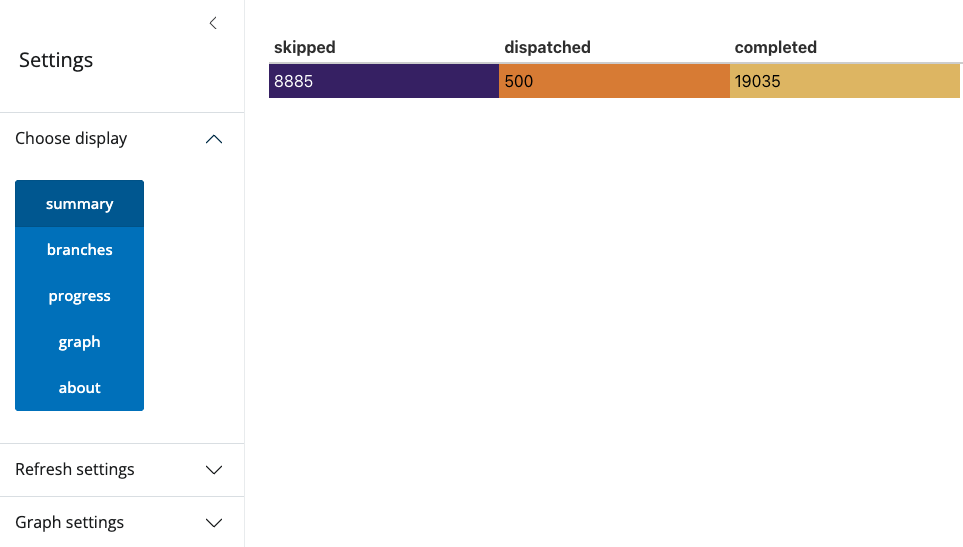 Settings
Choose display
summary
branches
progress
graph
about
Refresh settings
Graph settings
skipped dispatched completed
8885 500 19035